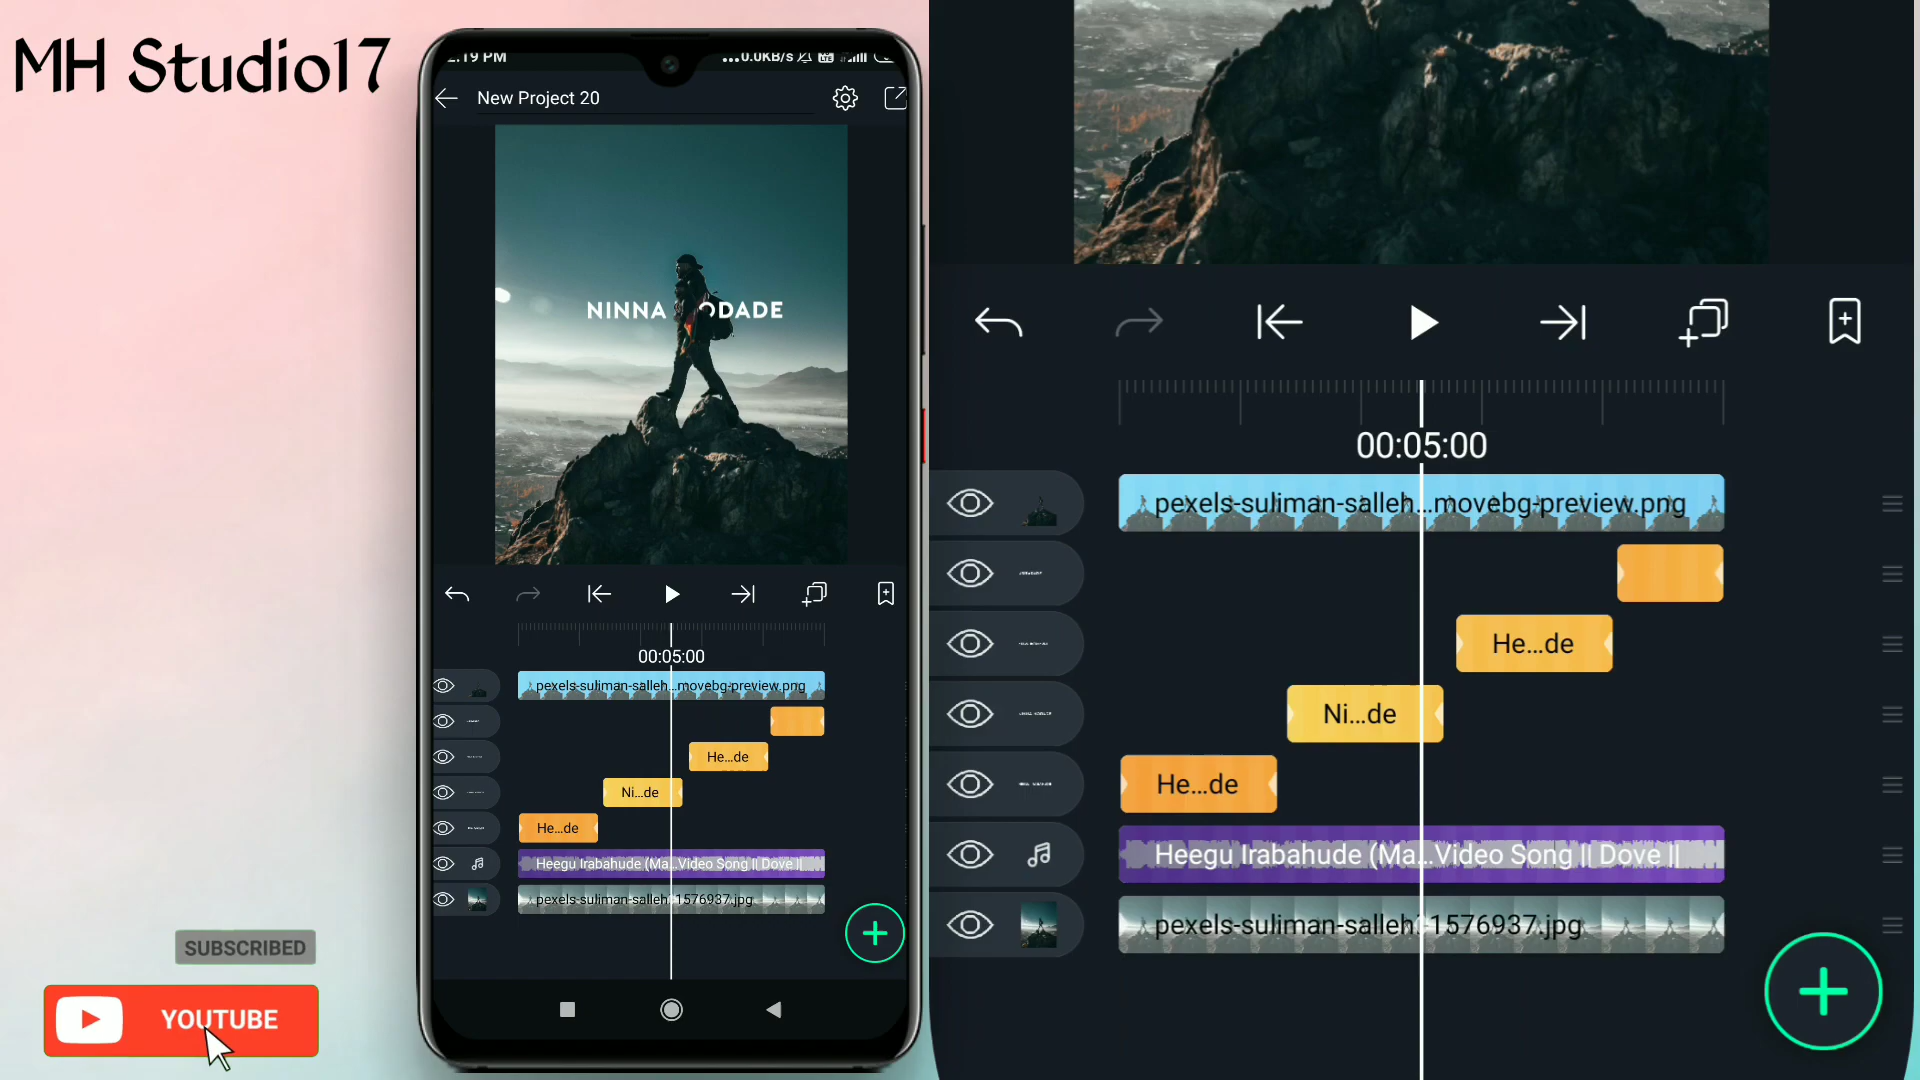 MH Studio17
New Project 20
NINNA ODADE
00:05:00
pexels-suliman-salleh...movebg-preview.png
He...de
Ni...de
He...de
Heegu Irabahude (Ma...Video Song || Dove ||
pexels-suliman-salleh
1576937.jpg
SUBSCRIBED
YOUTUBE
00:05:00
pexels-suliman-salleh...movebg-preview.png
He...de
Ni...de
He...de
Heegu Irabahude (Ma...Video Song || Dove ||
pexels-suliman-salleh
1576937.jpg